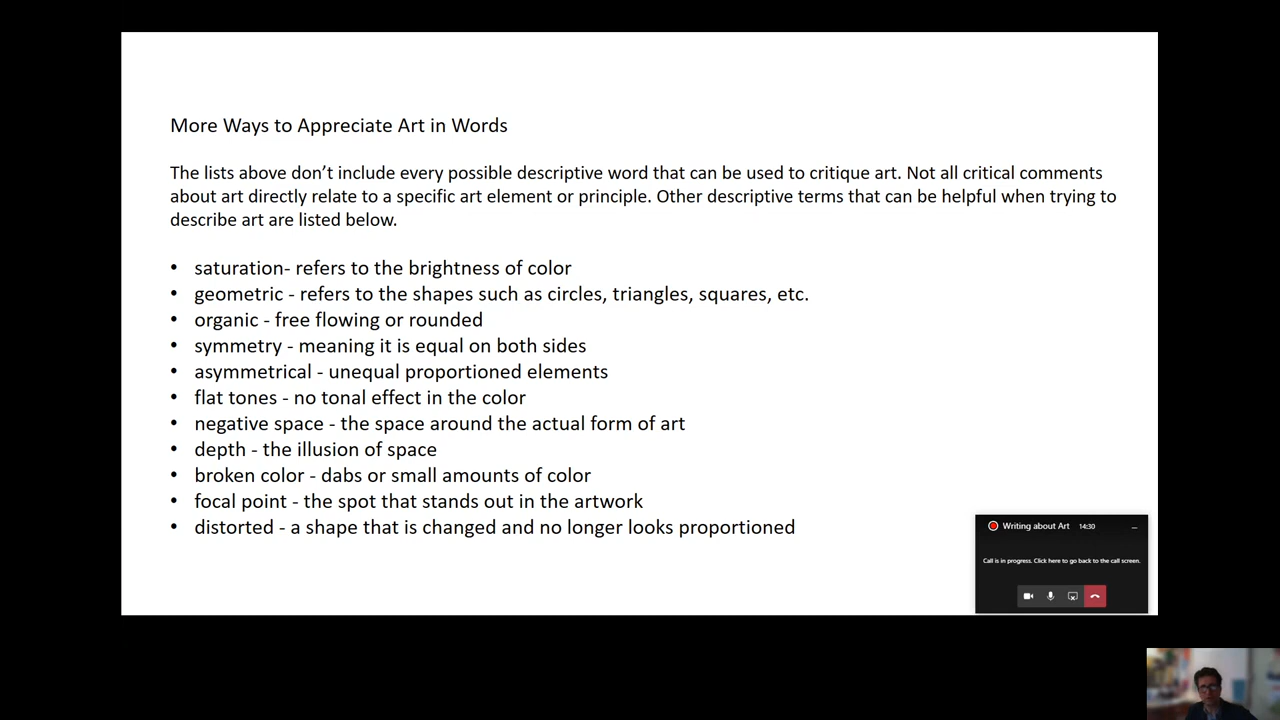 More Ways to Appreciate Art in Words
The lists above don’t include every possible descriptive word that can be used to critique art. Not all critical comments
about art directly relate to a specific art element or principle. Other descriptive terms that can be helpful when trying to
describe art are listed below.
• saturation- refers to the brightness of color
• geometric - refers to the shapes such as circles, triangles, squares, etc.
• organic - free flowing or rounded
• symmetry - meaning it is equal on both sides
• asymmetrical - unequal proportioned elements
• flat tones - no tonal effect in the color
• negative space - the space around the actual form of art
• depth - the illusion of space
• broken color - dabs or small amounts of color
• focal point - the spot that stands out in the artwork
• distorted - a shape that is changed and no longer looks proportioned
Writing about Art 14:30
Call is in progress. Click here to go back to the call screen.